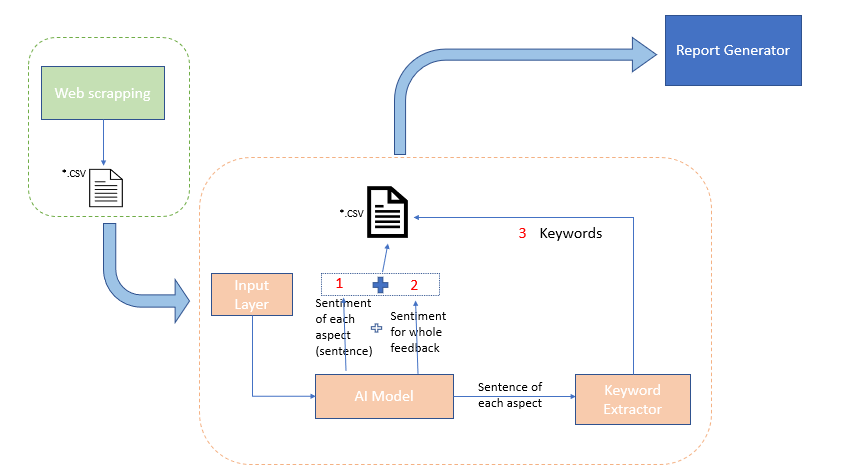 Report Generator
Web scrapping
*.CSV
*.CSV
3 Keywords
Input
Layer
1
2
Sentiment
of each
aspect
(sentence)
Sentiment
for whole
feedback
AI Model
Sentence of
each aspect
Keyword
Extractor